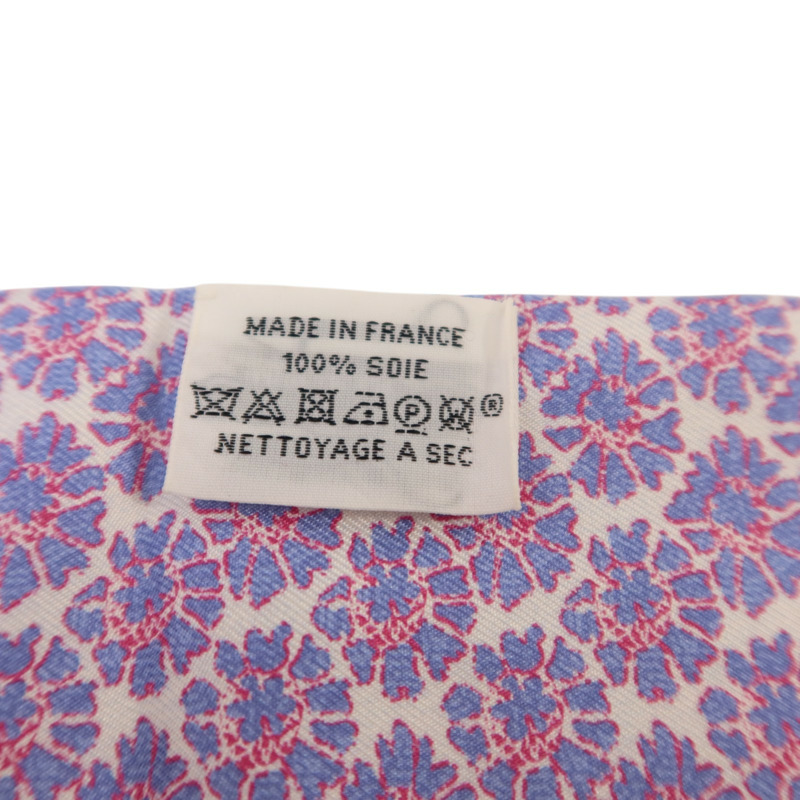 MADE IN FRANCE
100% SOIE
P W ®
NETTOYAGE A SEC